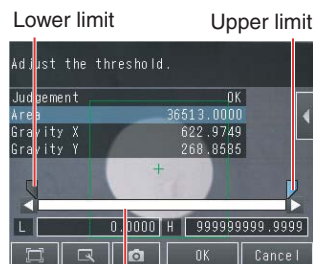 Lower limit Upper limit
Adjust the threshold.
Judgement OK
Area 36513.0000
Gravity X 622.9749
Gravity Y 268.8585
L 0.0000 H 999999999.9999
OK Cancel